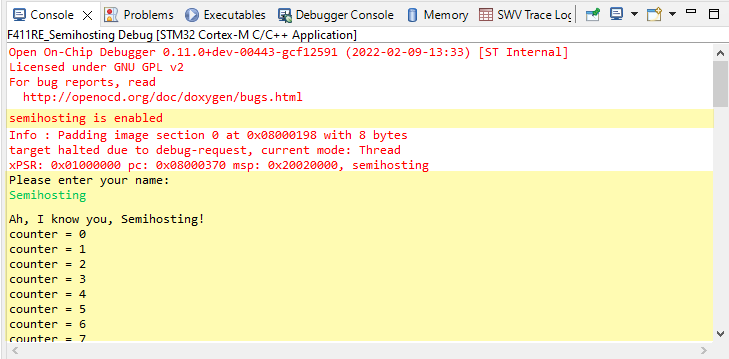 Console Problems Executables Debugger Console Memory SWV Trace Log
F411RE_Semihosting Debug [STM32 Cortex-M C/C++ Application]
Open On-Chip Debugger 0.11.0+dev-00443-gcf12591 (2022-02-09-13:33) [ST Internal]
Licensed under GNU GPL v2
For bug reports, read
http://openocd.org/doc/doxygen/bugs.html
semihosting is enabled
Info : Padding image section 0 at 0x08000198 with 8 bytes
target halted due to debug-request, current mode: Thread
xPSR: 0x01000000 pc: 0x08000370 msp: 0x20020000, semihosting
Please enter your name:
Semihosting
Ah, I know you, Semihosting!
counter = 0
counter = 1
counter = 2
counter = 3
counter = 4
counter = 5
counter = 6
counter = 7